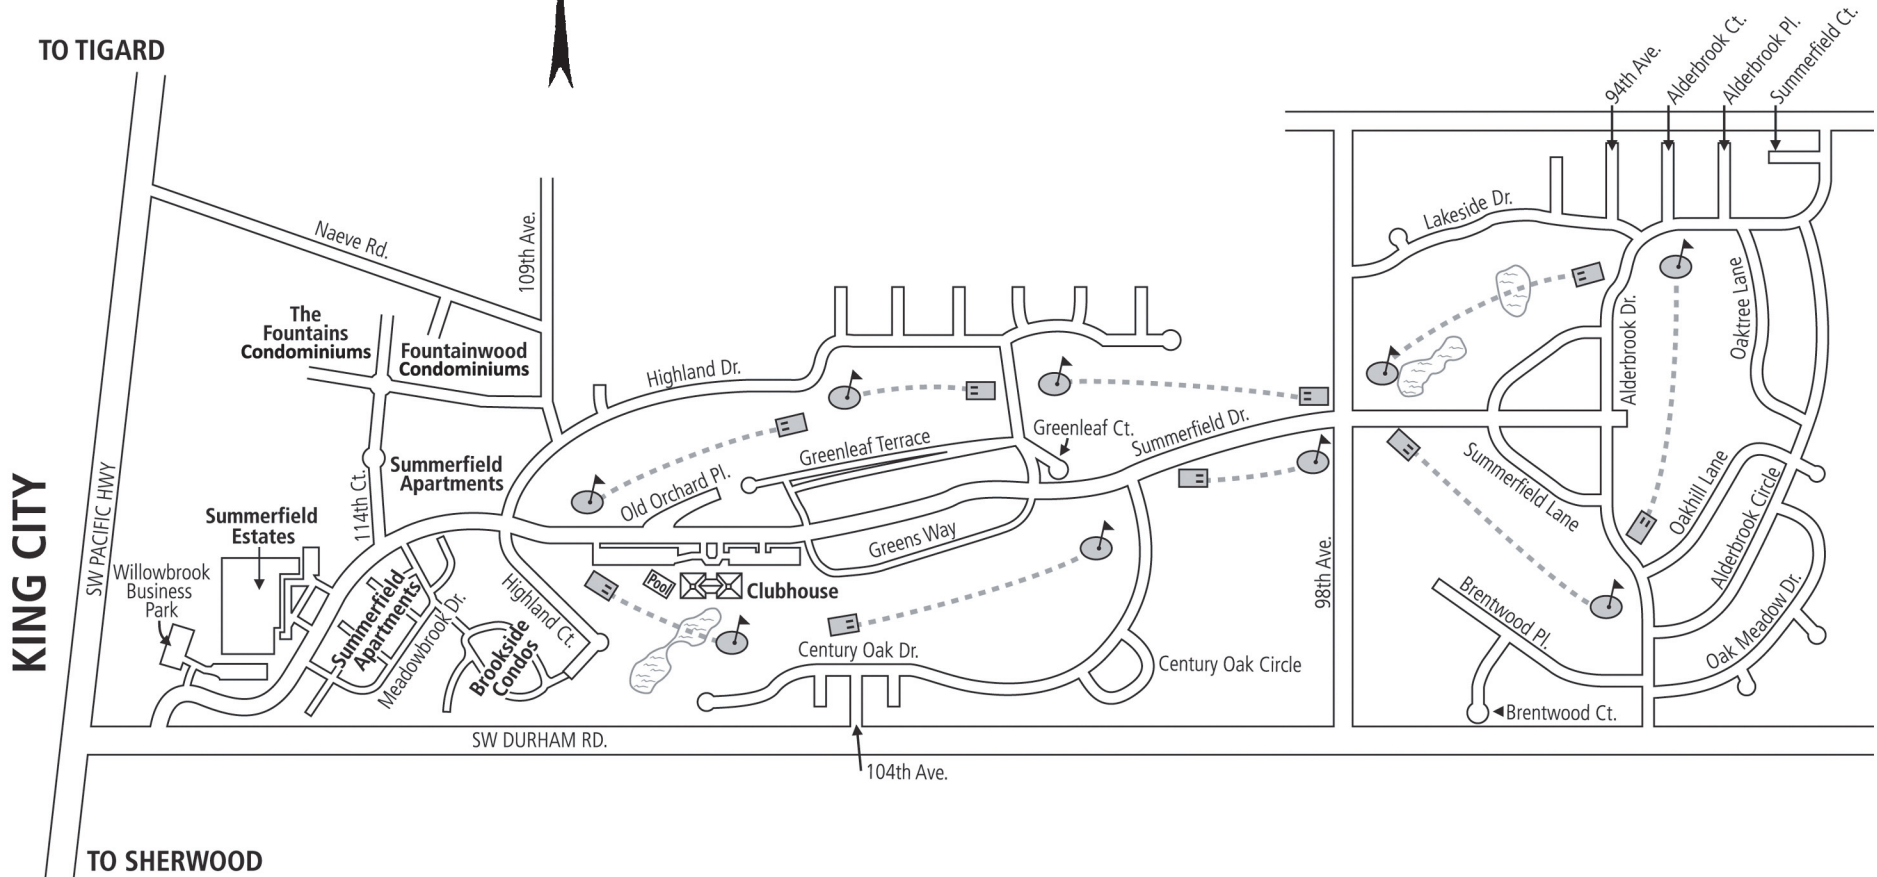 TO TIGARD
94th Ave.
Alderbrook Ct.
Alderbrook Pl.
Summerfield Ct.
Naeve Rd.
109th Ave.
Lakeside Dr.
The
Fountains
Condominiums
Fountainwood
Condominiums
Highland Dr.
Alderbrook Dr.
Oaktree Lane
KING CITY
SW PACIFIC HWY
114th Ct.
Summerfield
Apartments
Old Orchard Pl.
Greenleaf Terrace
Greenleaf Ct.
Summerfield Dr.
Summerfield Lane
Oakhill Lane
Alderbrook Circle
Summerfield
Estates
Willowbrook
Business
Park
Greens Way
98th Ave.
Pool
Clubhouse
Highland Ct.
Summerfield
Apartments
Meadowbrook Dr.
Brookside
Condos
Century Oak Dr.
Century Oak Circle
Brentwood Pl.
Oak Meadow Dr.
Brentwood Ct.
SW DURHAM RD.
104th Ave.
TO SHERWOOD